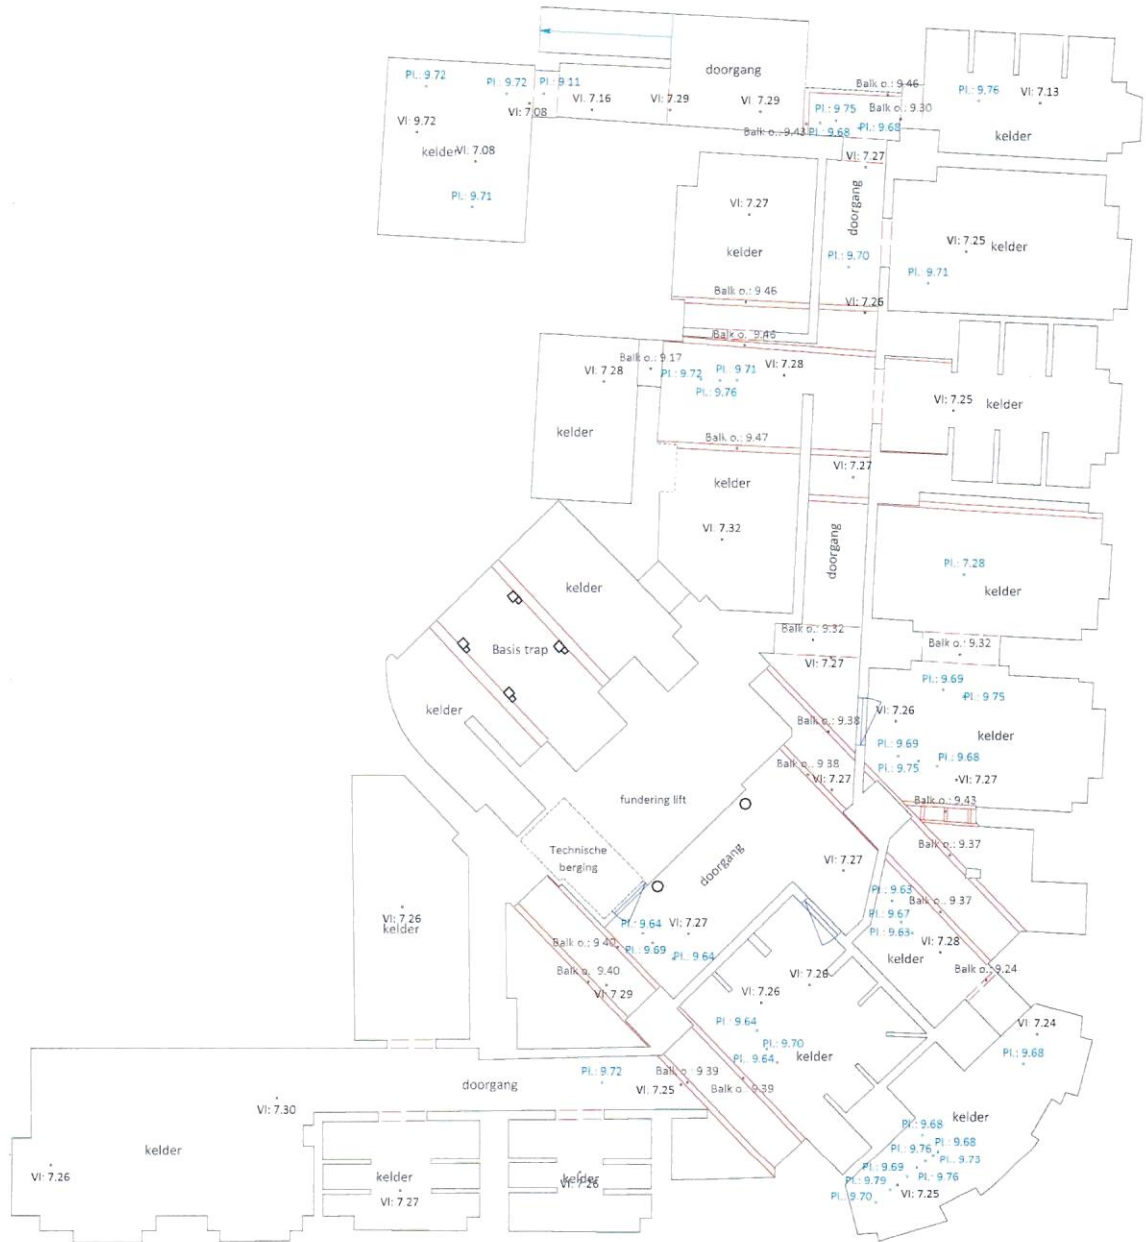 doorgang
Pl.: 9.72
Pl.: 9.72
Pl.: 9.11
Balk o.: 9.46
Pl.: 9.76
Vl: 7.13
Vl: 7.08
Vl: 7.16
Vl: 7.29
Vl: 7.29
Pl.: 9.75
Balk o.: 9.30
Vl: 9.72
Balk o.: 9.43
Pl.: 9.68
Pl.: 9.68
kelder
kelder
Vl: 7.08
Vl: 7.27
Pl.: 9.71
Vl: 7.27
doorgang
Vl: 7.25
kelder
kelder
Pl.: 9.70
Pl.: 9.71
Balk o.: 9.46
Vl: 7.26
Balk o.: 9.46
Balk o.: 9.17
Vl: 7.28
Pl.: 9.72
Pl.: 9.71
Vl: 7.28
Pl.: 9.76
Vl: 7.25
kelder
kelder
Balk o.: 9.47
Vl: 7.27
kelder
Vl: 7.32
doorgang
Pl.: 7.28
kelder
kelder
Balk o.: 9.32
Balk o.: 9.32
Basis trap
Vl: 7.27
Pl.: 9.69
Pl.: 9.75
kelder
Vl: 7.26
Balk o.: 9.38
kelder
Pl.: 9.69
Pl.: 9.68
Balk o.: 9.38
Pl.: 9.75
Vl: 7.27
Vl: 7.27
fundering lift
Balk o.: 9.43
Technische
berging
doorgang
Balk o.: 9.37
Vl: 7.27
Pl.: 9.63
Balk o.: 9.37
Vl: 7.26
kelder
Pl.: 9.67
Pl.: 9.64
Vl: 7.27
Pl.: 9.63
Balk o.: 9.40
Pl.: 9.69
Pl.: 9.64
Vl: 7.28
kelder
Balk o.: 9.40
Vl: 7.29
Vl: 7.26
Balk o.: 9.24
Vl: 7.26
Pl.: 9.64
Vl: 7.24
Pl.: 9.70
Pl.: 9.64
kelder
Pl.: 9.68
Balk o.: 9.39
Pl.: 9.72
doorgang
Vl: 7.25
Balk o.: 9.39
Vl: 7.30
kelder
Pl.: 9.68
Pl.: 9.68
kelder
Pl.: 9.76
Pl.: 9.73
Pl.: 9.69
Vl: 7.26
kelder
kelder
Pl.: 9.76
Pl.: 9.79
Vl: 7.26
Vl: 7.25
Vl: 7.27
Pl.: 9.70